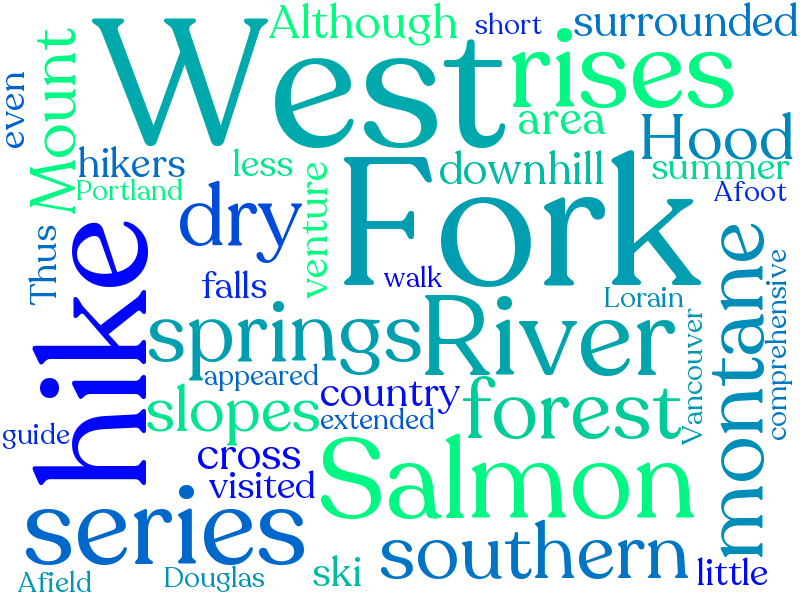 Although
short
surrounded
West
rises
even
Mount
area
Hood
hikers
less
downhill
summer
Portland
Afoot
venture
dry
Fork
Thus
hike
falls
walk
Lorain
montane
comprehensive
springs
River
Vancouver
appeared
country
slopes
forest
extended
guide
cross
Salmon
visited
series
southern
Afield
Douglas
ski
little